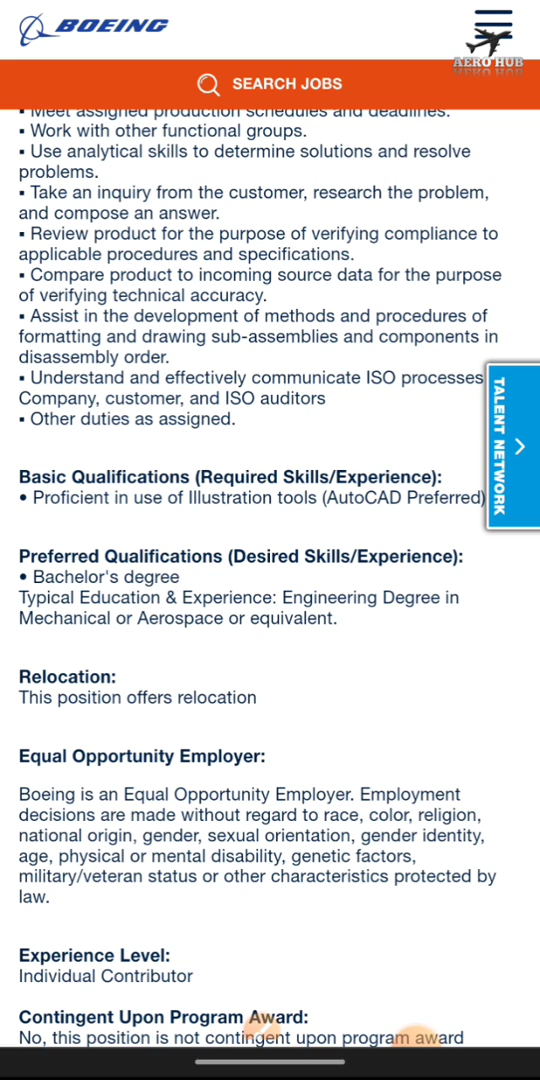 BOEING
AERO HUB
SEARCH JOBS
▪ Meet assigned production schedules and deadlines.
▪ Work with other functional groups.
▪ Use analytical skills to determine solutions and resolve
problems.
▪ Take an inquiry from the customer, research the problem,
and compose an answer.
▪ Review product for the purpose of verifying compliance to
applicable procedures and specifications.
▪ Compare product to incoming source data for the purpose
of verifying technical accuracy.
▪ Assist in the development of methods and procedures of
formatting and drawing sub-assemblies and components in
disassembly order.
▪ Understand and effectively communicate ISO processes
Company, customer, and ISO auditors
▪ Other duties as assigned.
TALENT NETWORK
Basic Qualifications (Required Skills/Experience):
• Proficient in use of Illustration tools (AutoCAD Preferred)
Preferred Qualifications (Desired Skills/Experience):
• Bachelor's degree
Typical Education & Experience: Engineering Degree in
Mechanical or Aerospace or equivalent.
Relocation:
This position offers relocation
Equal Opportunity Employer:
Boeing is an Equal Opportunity Employer. Employment
decisions are made without regard to race, color, religion,
national origin, gender, sexual orientation, gender identity,
age, physical or mental disability, genetic factors,
military/veteran status or other characteristics protected by
law.
Experience Level:
Individual Contributor
Contingent Upon Program Award:
No, this position is not contingent upon program award